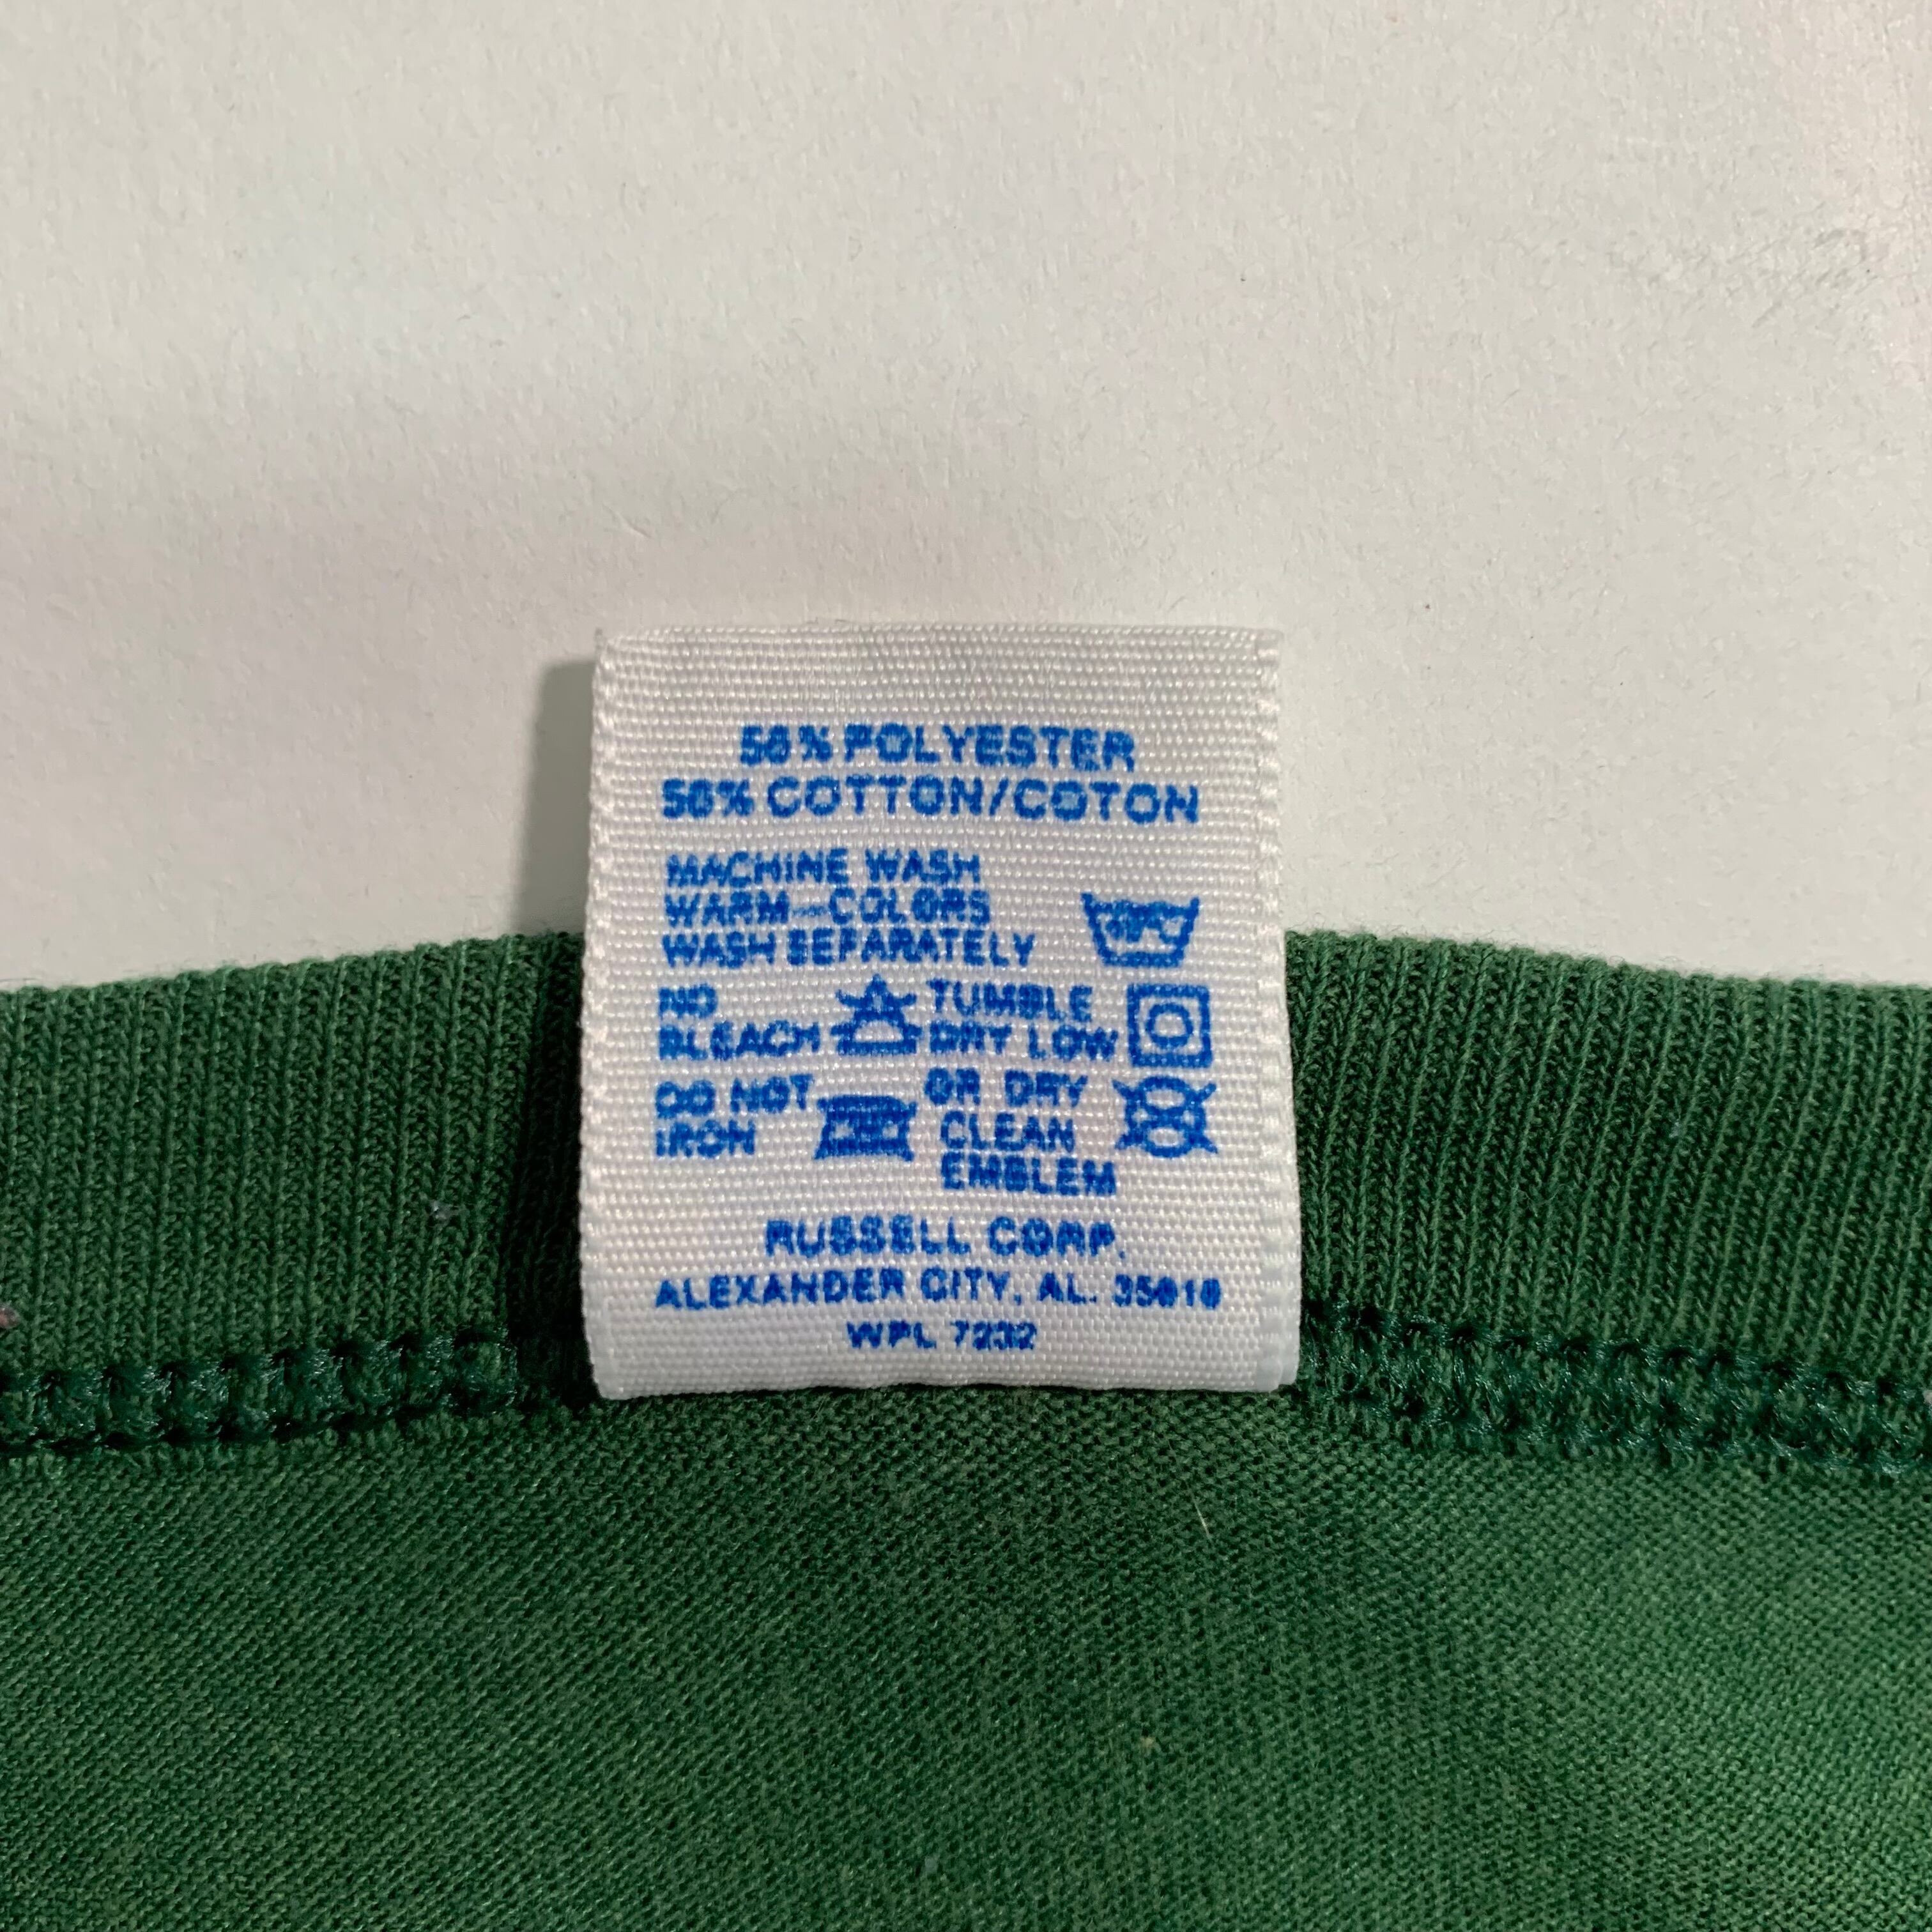 50% POLYESTER
50% COTTON/COTON
MACHINE WASH
WARM—COLORS
WASH SEPARATELY
NO
BLEACH
TUMBLE
DRY LOW
DO NOT
IRON
OR DRY
CLEAN
EMBLEM
RUSSELL CORP.
ALEXANDER CITY, AL. 35010
WPL 7232